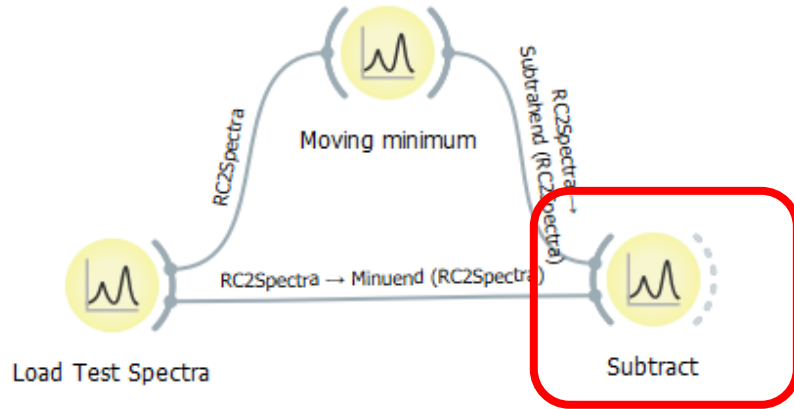 Moving minimum
RC2Spectra
RC2Spectra →
Subtrahend (RC2Spectra)
RC2Spectra → Minuend (RC2Spectra)
Load Test Spectra
Subtract